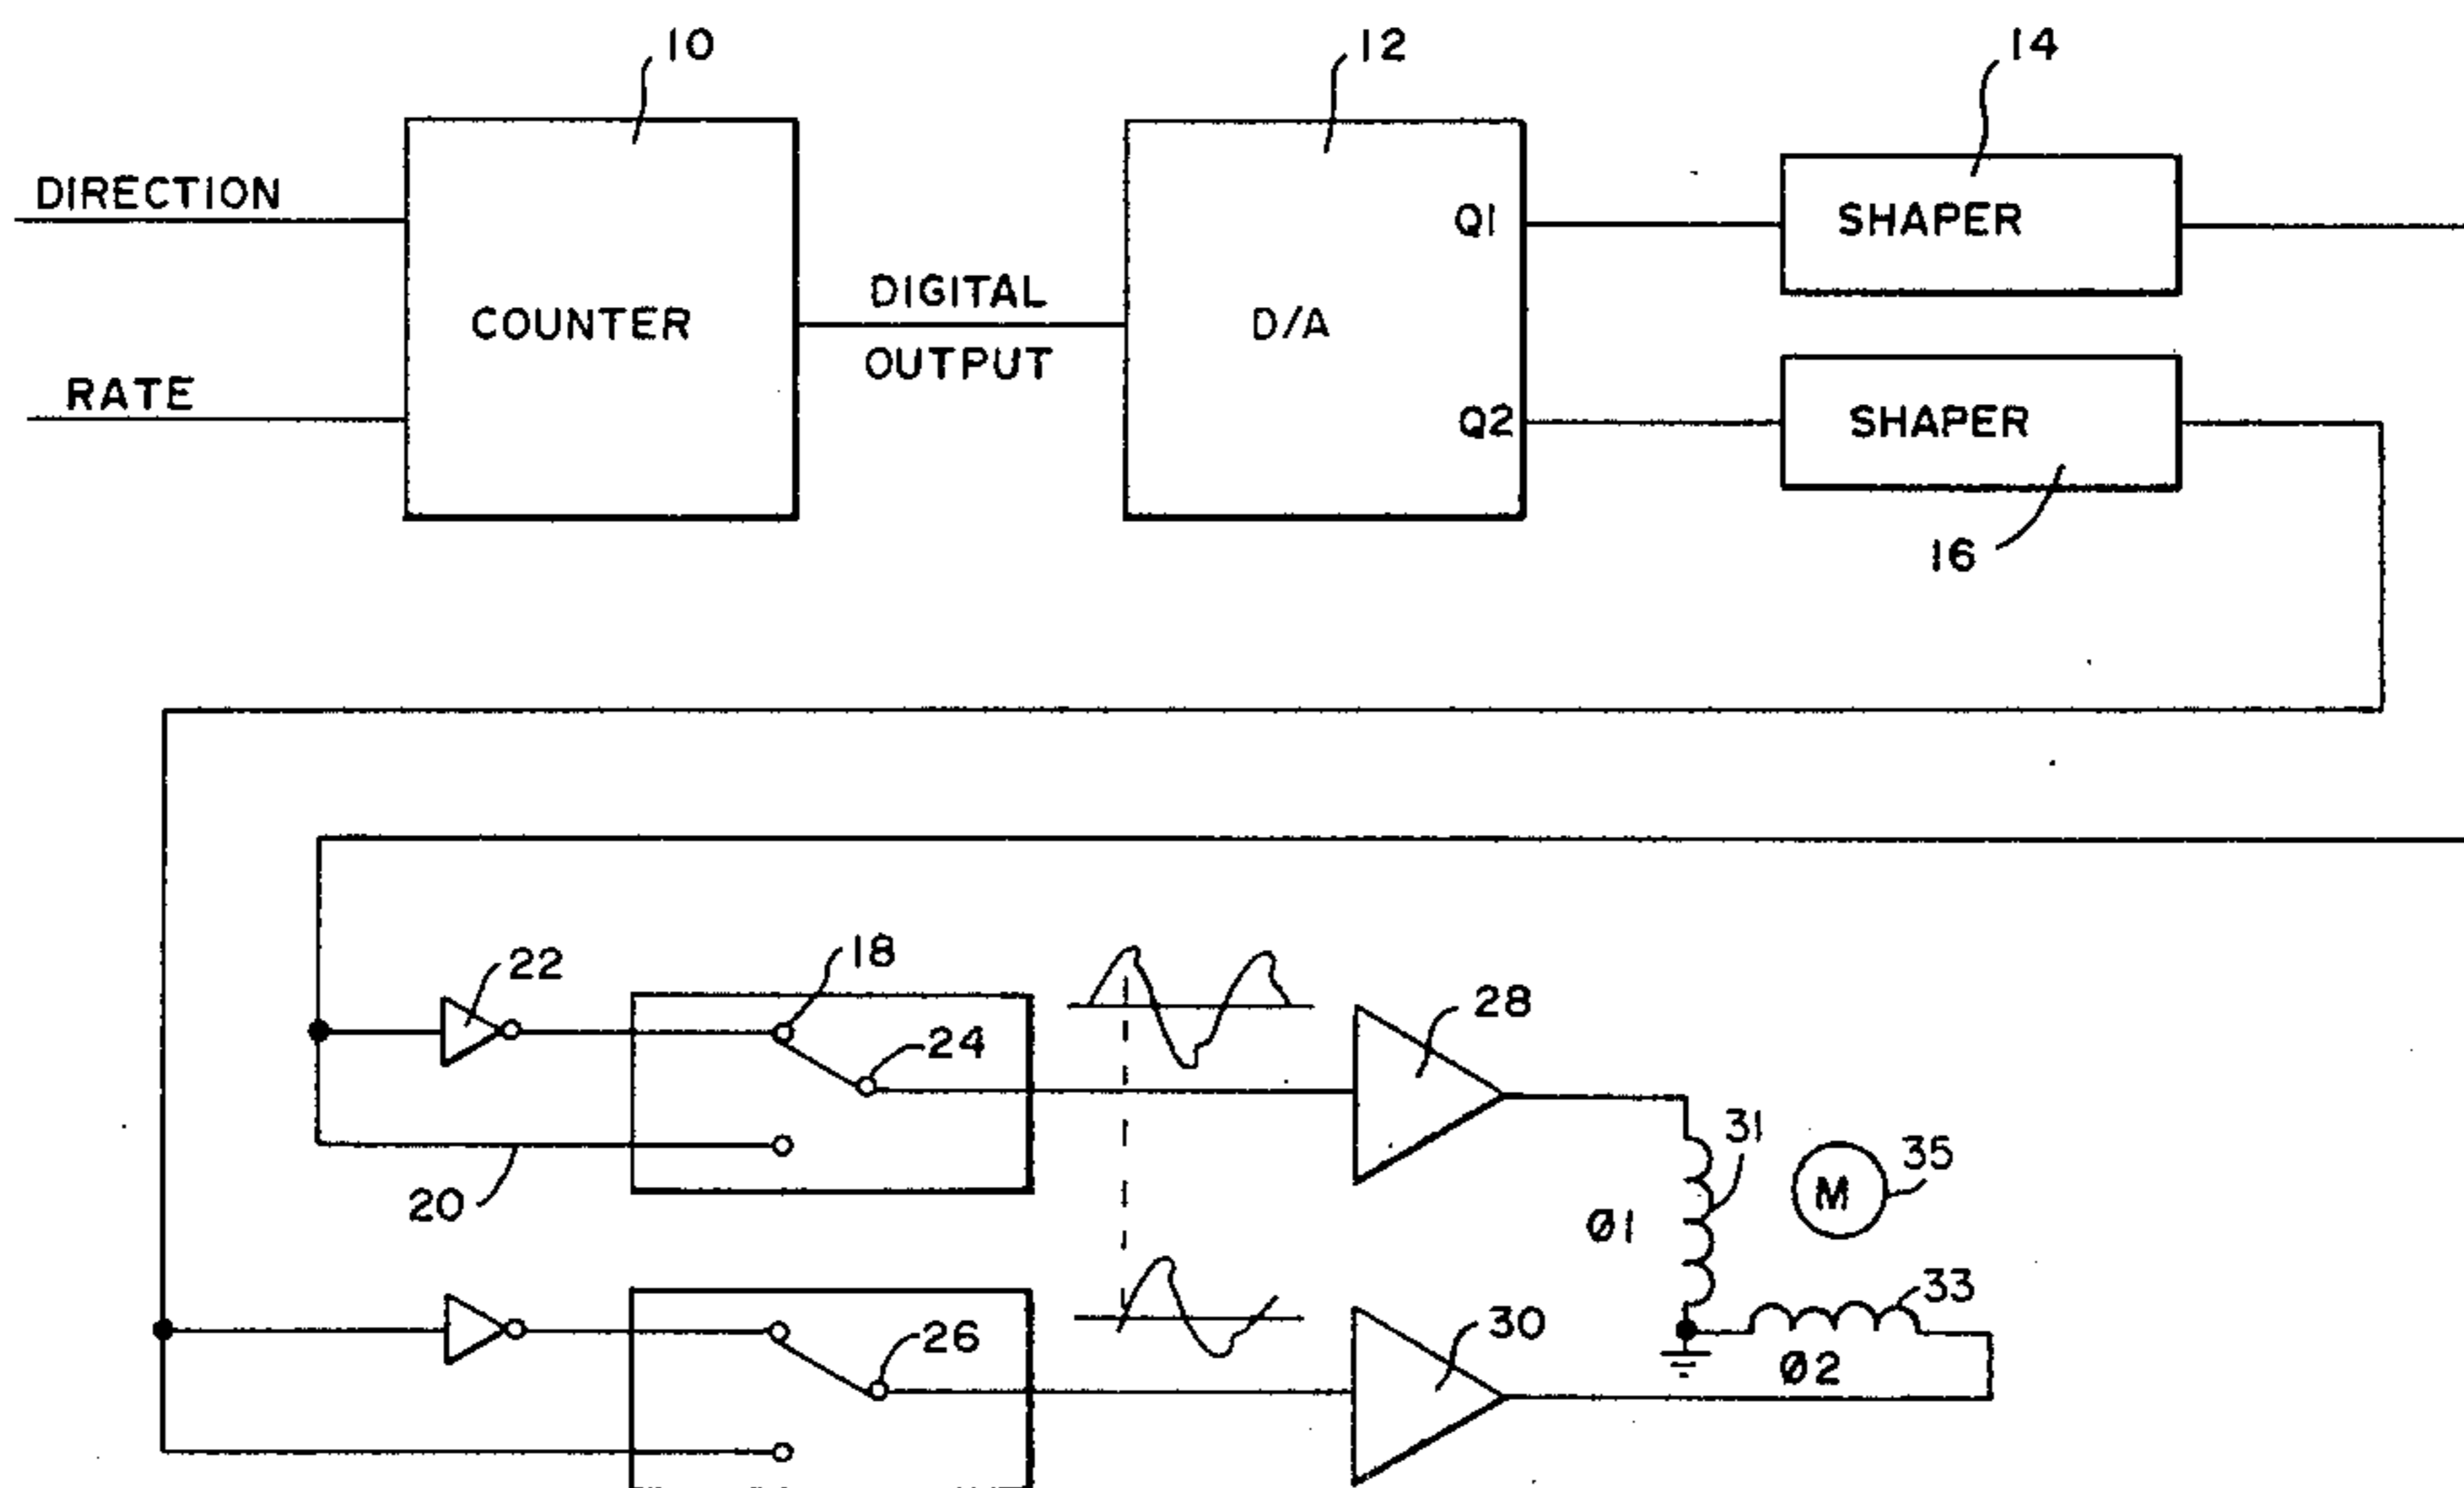 10
12
14
DIRECTION
COUNTER
RATE
DIGITAL
OUTPUT
Q1
D/A
Q2
SHAPER
SHAPER
16
22
18
24
20
28
31
35
M
Ø1
26
30
33
Ø2